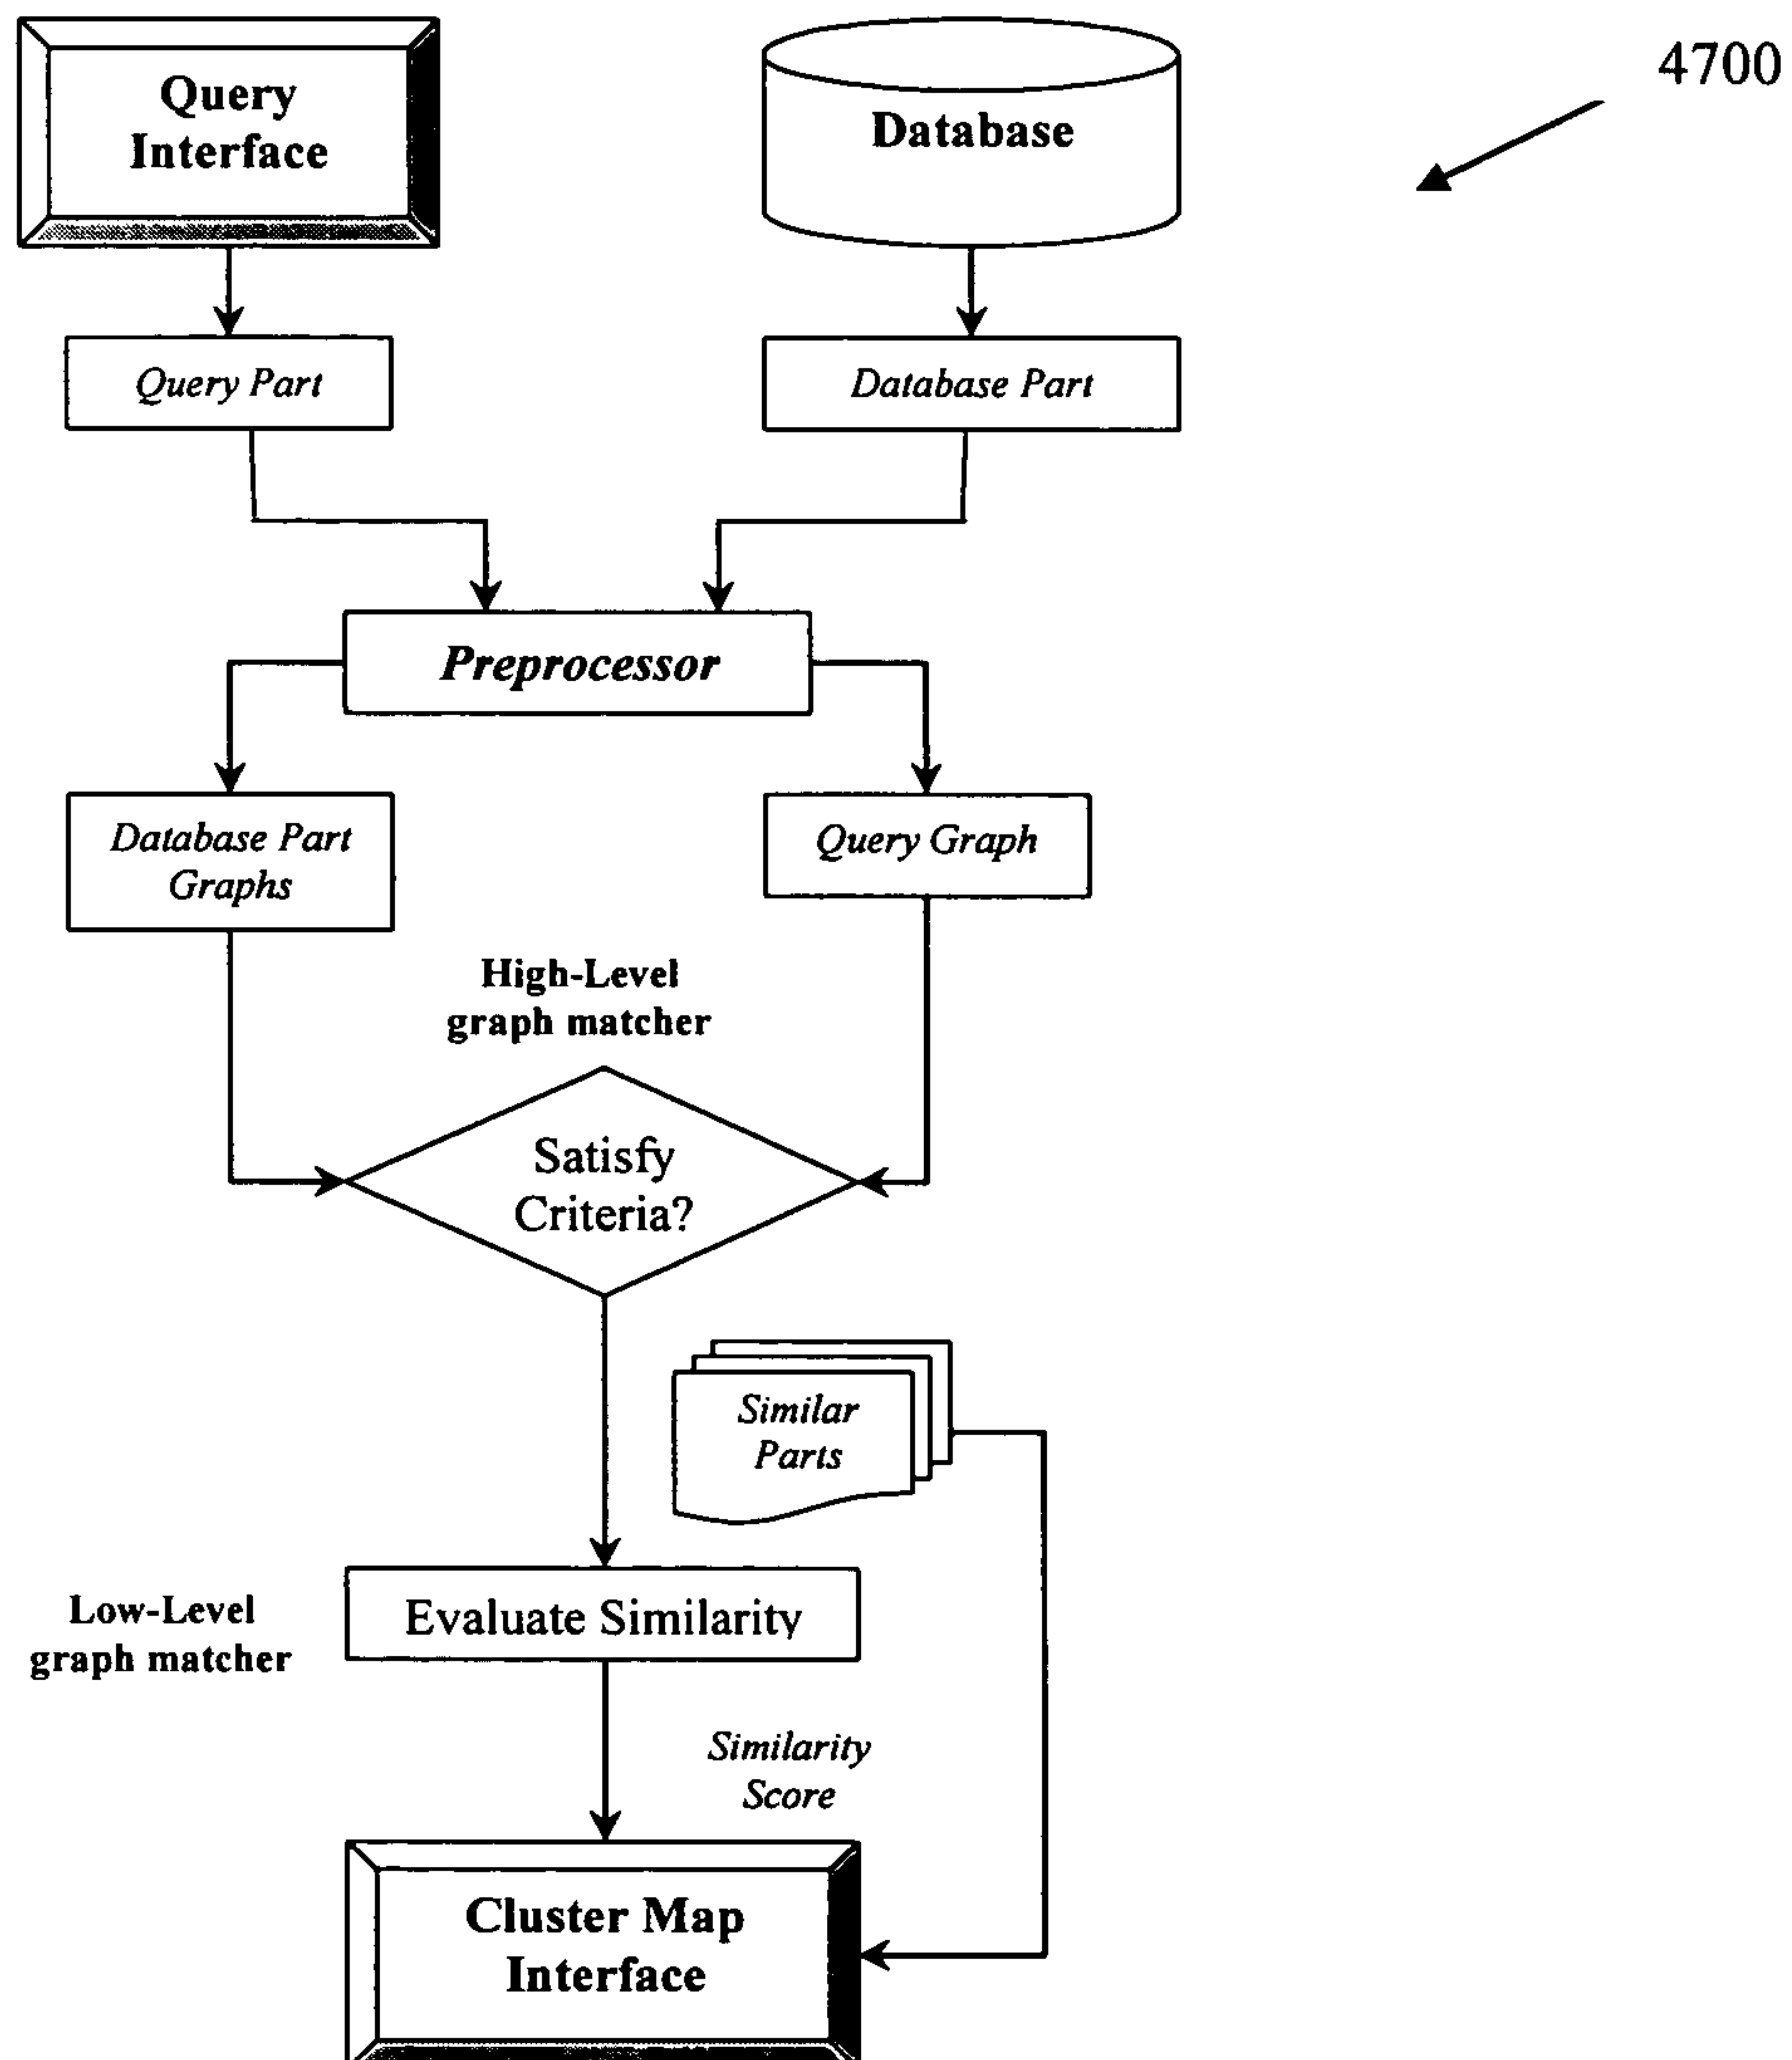 Query
Interface
Database
4700
Query Part
Database Part
Preprocessor
Database Part
Graphs
Query Graph
High-Level
graph matcher
Satisfy
Criteria?
Similar
Parts
Low-Level
graph matcher
Evaluate Similarity
Similarity
Score
Cluster Map
Interface